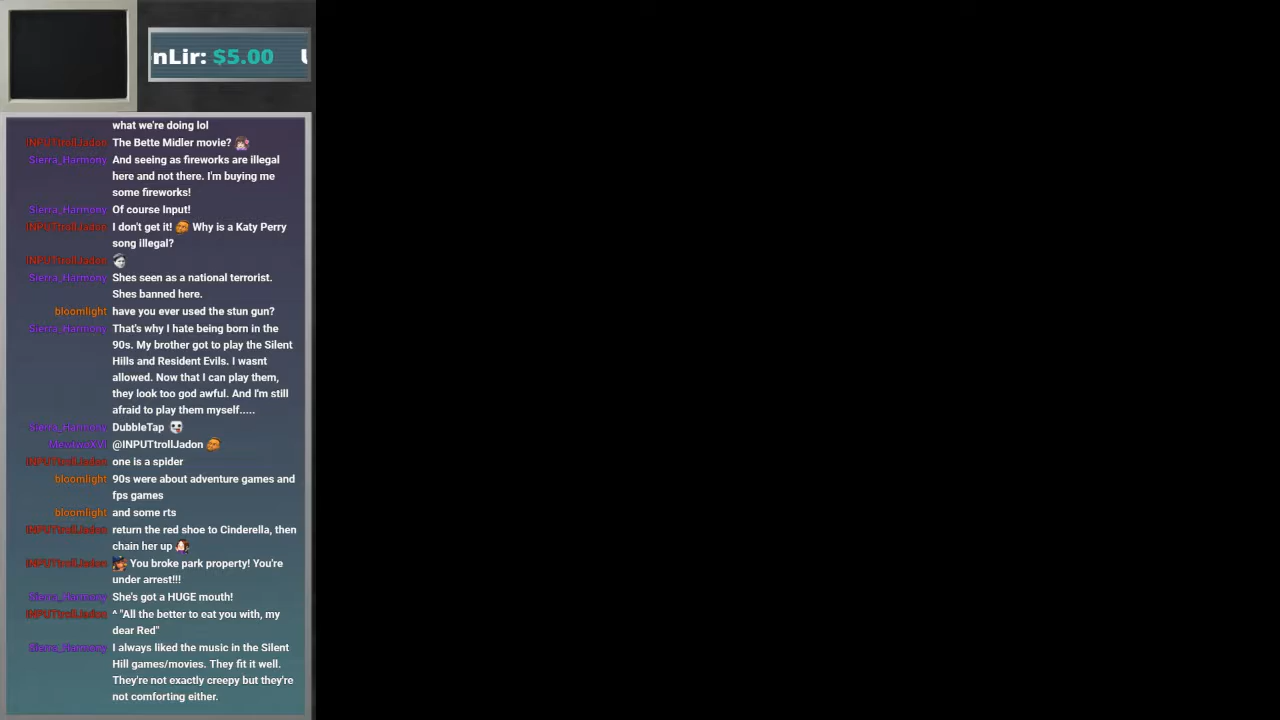 nLir: $5.00
what we're doing lol
INPUTtrollJadon The Bette Midler movie?
Sierra_Harmony And seeing as fireworks are illegal
here and not there. I'm buying me
some fireworks!
Sierra_Harmony Of course Input!
INPUTtrollJadon I don't get it! Why is a Katy Perry
song illegal?
INPUTtrollJadon
Sierra_Harmony Shes seen as a national terrorist.
Shes banned here.
bloomlight have you ever used the stun gun?
Sierra_Harmony That's why I hate being born in the
90s. My brother got to play the Silent
Hills and Resident Evils. I wasnt
allowed. Now that I can play them,
they look too god awful. And I'm still
afraid to play them myself.....
Sierra_Harmony DubbleTap
@INPUTtrollJadon
INPUTtrollJadon one is a spider
bloomlight 90s were about adventure games and
fps games
bloomlight and some rts
INPUTtrollJadon return the red shoe to Cinderella, then
chain her up
INPUTtrollJadon You broke park property! You're
under arrest!!!
Sierra_Harmony She's got a HUGE mouth!
INPUTtrollJadon ^ "All the better to eat you with, my
dear Red"
Sierra_Harmony I always liked the music in the Silent
Hill games/movies. They fit it well.
They're not exactly creepy but they're
not comforting either.